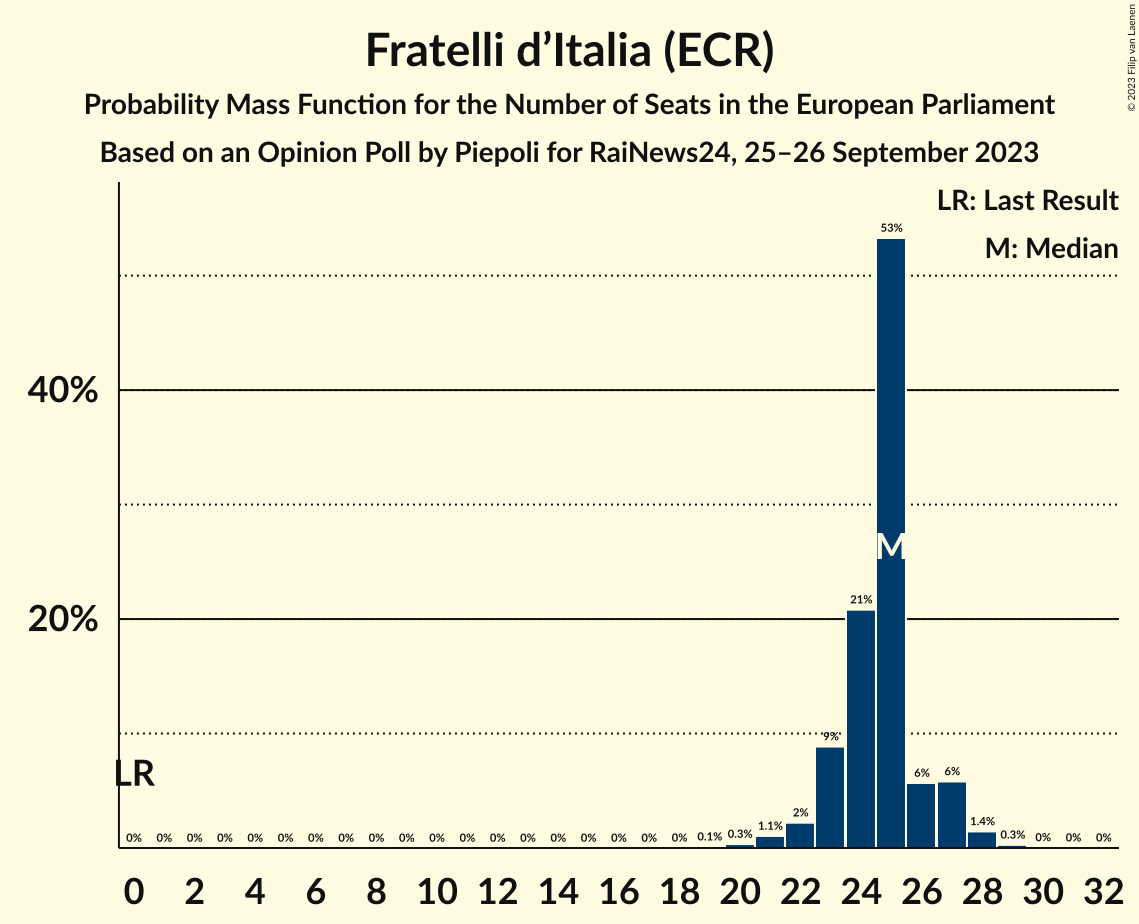 Fratelli d’Italia (ECR)
Probability Mass Function for the Number of Seats in the European Parliament
Based on an Opinion Poll by Piepoli for RaiNews24, 25–26 September 2023
© 2023 Filip van Laenen
LR: Last Result
M: Median
53%
40%
M
21%
20%
9%
LR
0% 0% 0% 0% 0% 0% 0% 0% 0% 0% 0% 0% 0% 0% 0% 0% 0% 0% 0% 0.1% 0.3% 1.1% 2% 6% 6% 1.4% 0.3% 0% 0% 0%
0 2 4 6 8 10 12 14 16 18 20 22 24 26 28 30 32